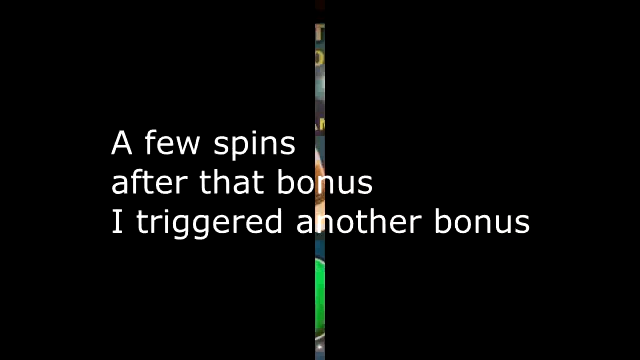 A few spins
after that bonus
I triggered another bonus